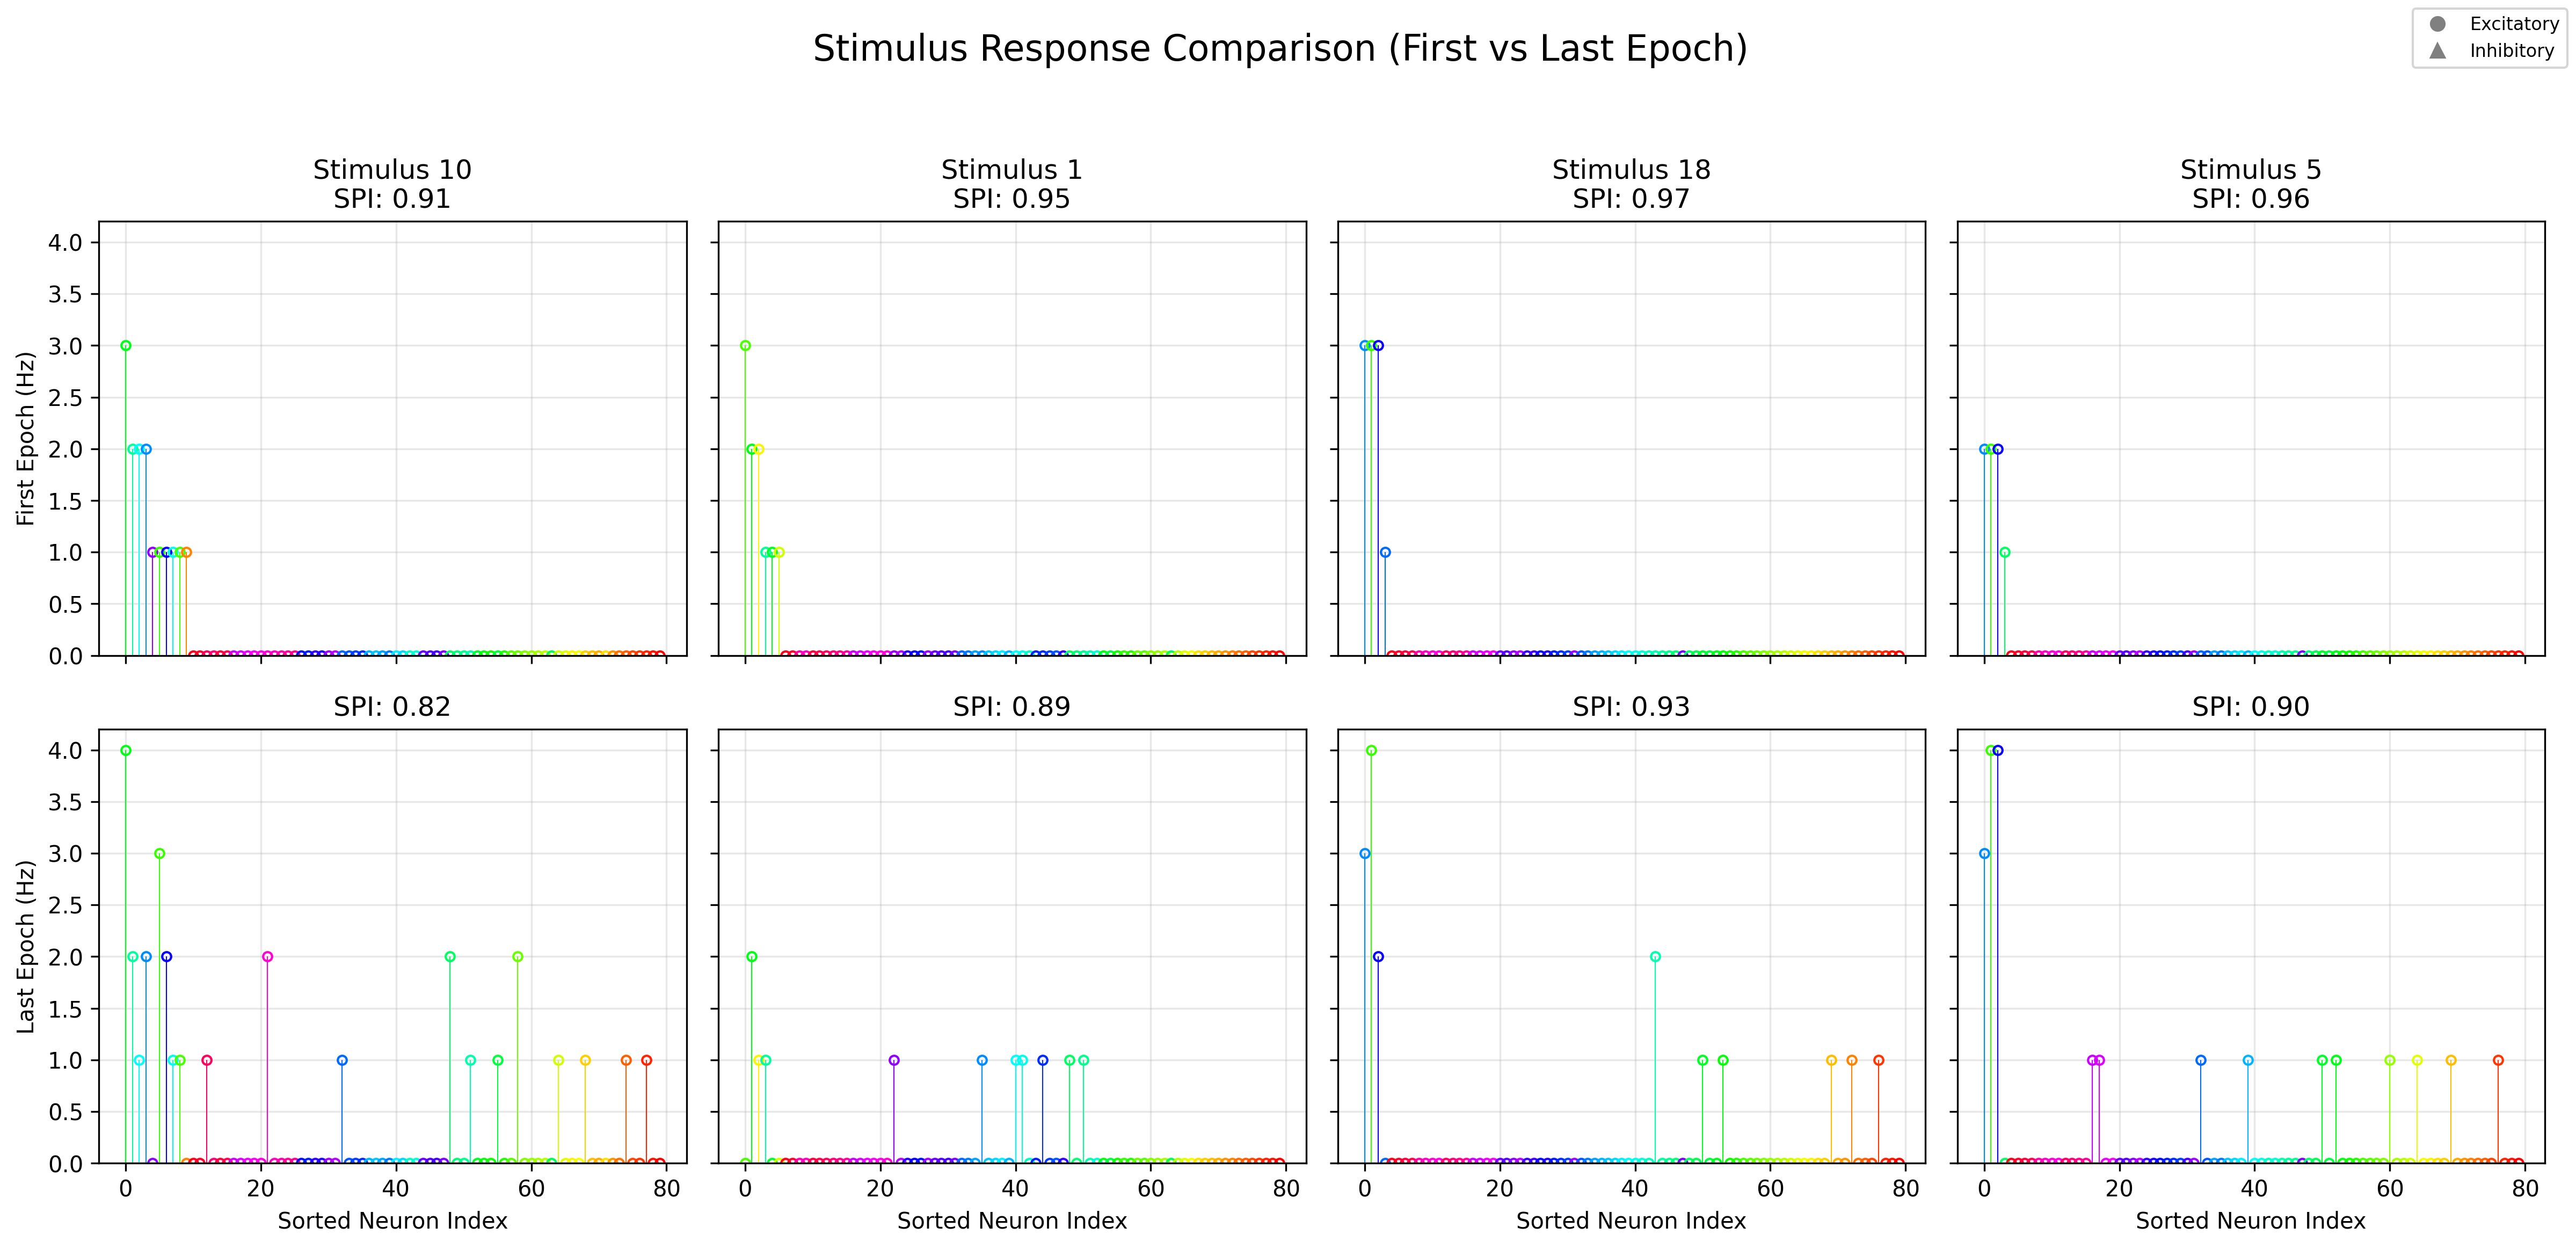 Stimulus Response Comparison (First vs Last Epoch)
Excitatory
Inhibitory
Stimulus 10
SPI: 0.91
Stimulus 1
SPI: 0.95
Stimulus 18
SPI: 0.97
Stimulus 5
SPI: 0.96
First Epoch (Hz)
4.0
3.5
3.0
2.5
2.0
1.5
1.0
0.5
0.0
SPI: 0.82
SPI: 0.89
SPI: 0.93
SPI: 0.90
Last Epoch (Hz)
4.0
3.5
3.0
2.5
2.0
1.5
1.0
0.5
0.0
0 20 40 60 80
0 20 40 60 80
0 20 40 60 80
0 20 40 60 80
Sorted Neuron Index
Sorted Neuron Index
Sorted Neuron Index
Sorted Neuron Index